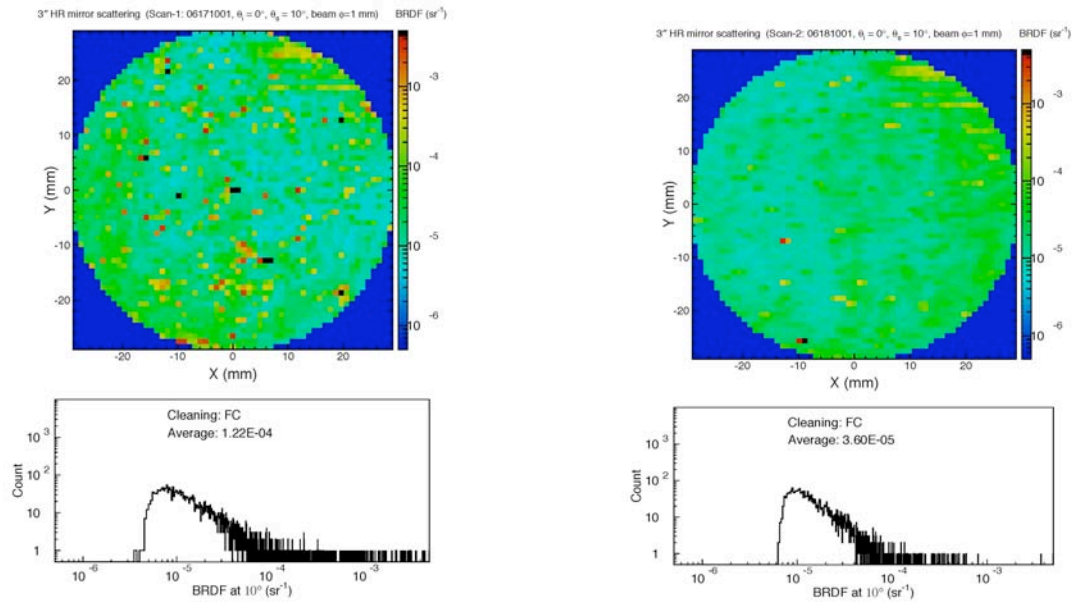 3" HR mirror scattering (Scan-1: 06171001, θi = 0°, θs = 10°, beam ϕ=1 mm) BRDF (sr-1)
20
10
0
-10
-20
Y (mm)
-20 -10 0 10 20
X (mm)
10-3
10-4
10-5
10-6
Cleaning: FC
Average: 1.22E-04
Count
103
102
10
1
10-6 10-5 10-4 10-3
BRDF at 10° (sr-1)
3" HR mirror scattering (Scan-2: 06181001, θi = 0°, θs = 10°, beam ϕ=1 mm) BRDF (sr-1)
20
10
0
-10
-20
Y (mm)
-20 -10 0 10 20
X (mm)
10-3
10-4
10-5
10-6
Cleaning: FC
Average: 3.60E-05
Count
103
102
10
1
10-6 10-5 10-4 10-3
BRDF at 10° (sr-1)